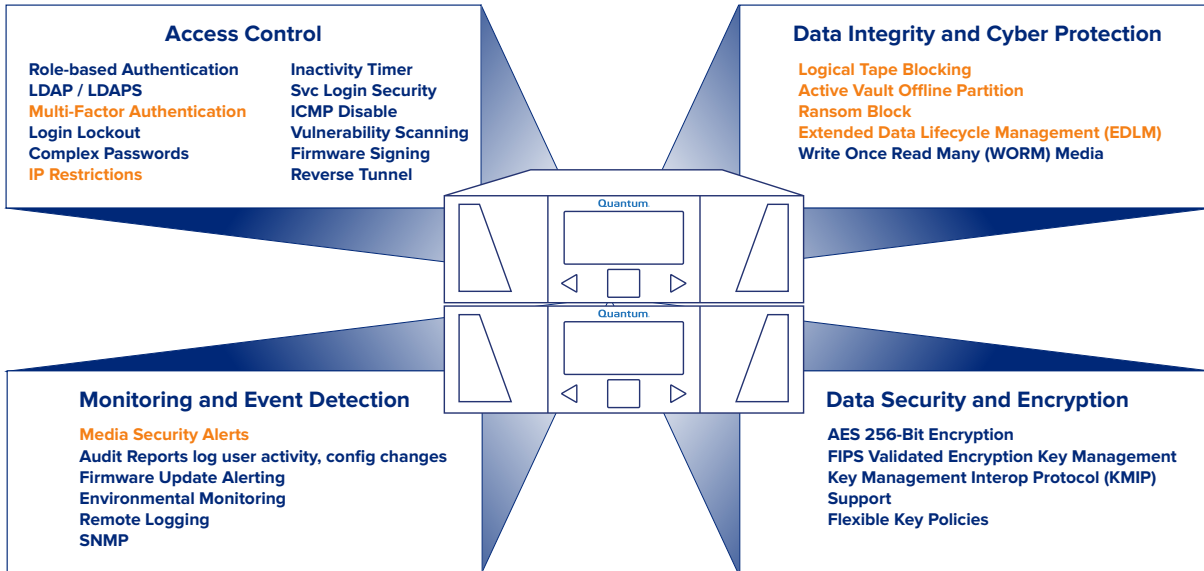 Access Control
Role-based Authentication
LDAP / LDAPS
Multi-Factor Authentication
Login Lockout
Complex Passwords
IP Restrictions
Inactivity Timer
Svc Login Security
ICMP Disable
Vulnerability Scanning
Firmware Signing
Reverse Tunnel
Data Integrity and Cyber Protection
Logical Tape Blocking
Active Vault Offline Partition
Ransom Block
Extended Data Lifecycle Management (EDLM)
Write Once Read Many (WORM) Media
Quantum
Quantum
Monitoring and Event Detection
Media Security Alerts
Audit Reports log user activity, config changes
Firmware Update Alerting
Environmental Monitoring
Remote Logging
SNMP
Data Security and Encryption
AES 256-Bit Encryption
FIPS Validated Encryption Key Management
Key Management Interop Protocol (KMIP)
Support
Flexible Key Policies